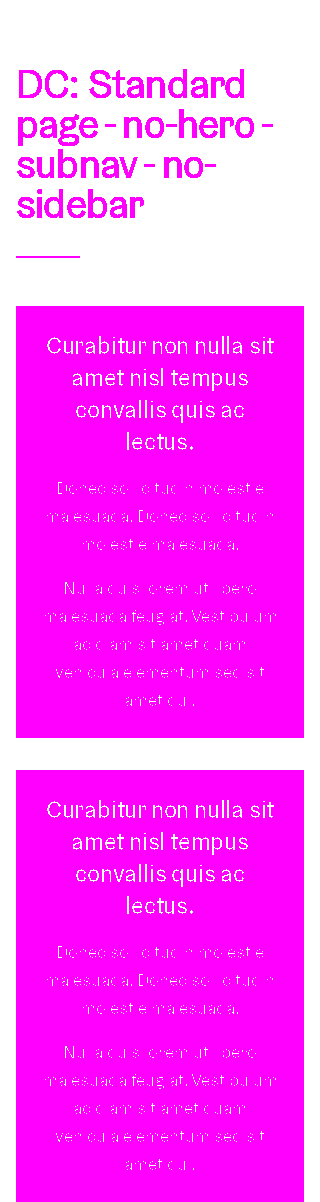 DC: Standard
page - no-hero -
subnav - no-
sidebar
Curabitur non nulla sit
amet nisl tempus
convallis quis ac
lectus.
Donec sollicitudin molestie
malesuada. Donec sollicitudin
molestie malesuada.
Nulla quis lorem ut libero
malesuada feugiat. Vestibulum
ac diam sit amet quam
vehicula elementum sed sit
amet dui.
Curabitur non nulla sit
amet nisl tempus
convallis quis ac
lectus.
Donec sollicitudin molestie
malesuada. Donec sollicitudin
molestie malesuada.
Nulla quis lorem ut libero
malesuada feugiat. Vestibulum
ac diam sit amet quam
vehicula elementum sed sit
amet dui.